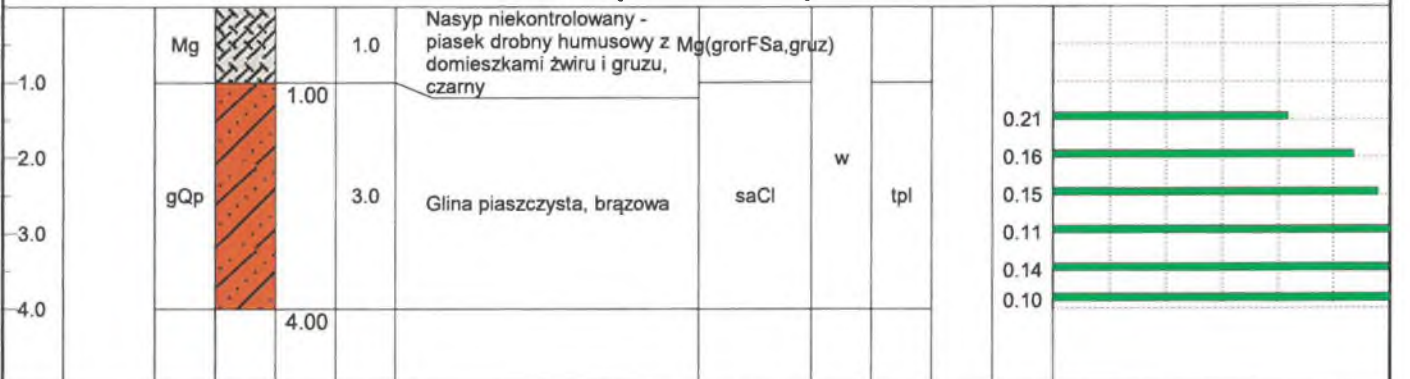 Mg
1.0
Nasyp niekontrolowany -
piasek drobny humusowy z
domieszkami żwiru i gruzu,
czarny
Mg(grorFSa,gruz)
1.0
1.00
0.21
2.0
0.16
gQp
3.0
Glina piaszczysta, brązowa
saCl
w
tpl
0.15
3.0
0.11
0.14
4.0
0.10
4.00